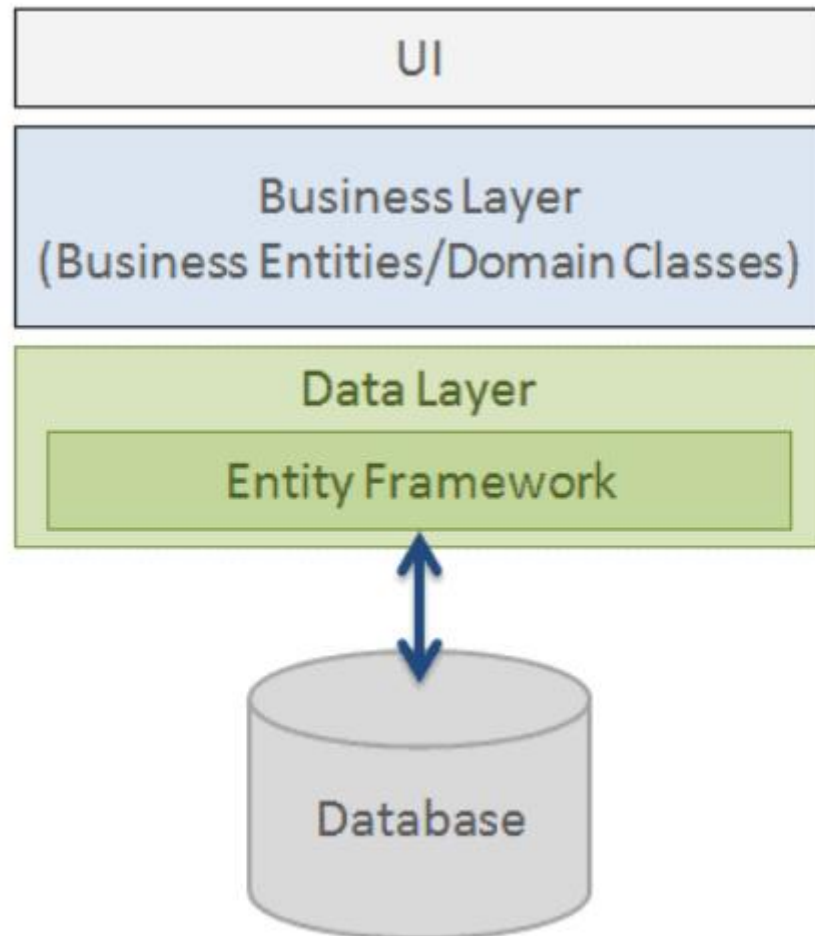 UI
Business Layer
(Business Entities/Domain Classes)
Data Layer
Entity Framework
Database